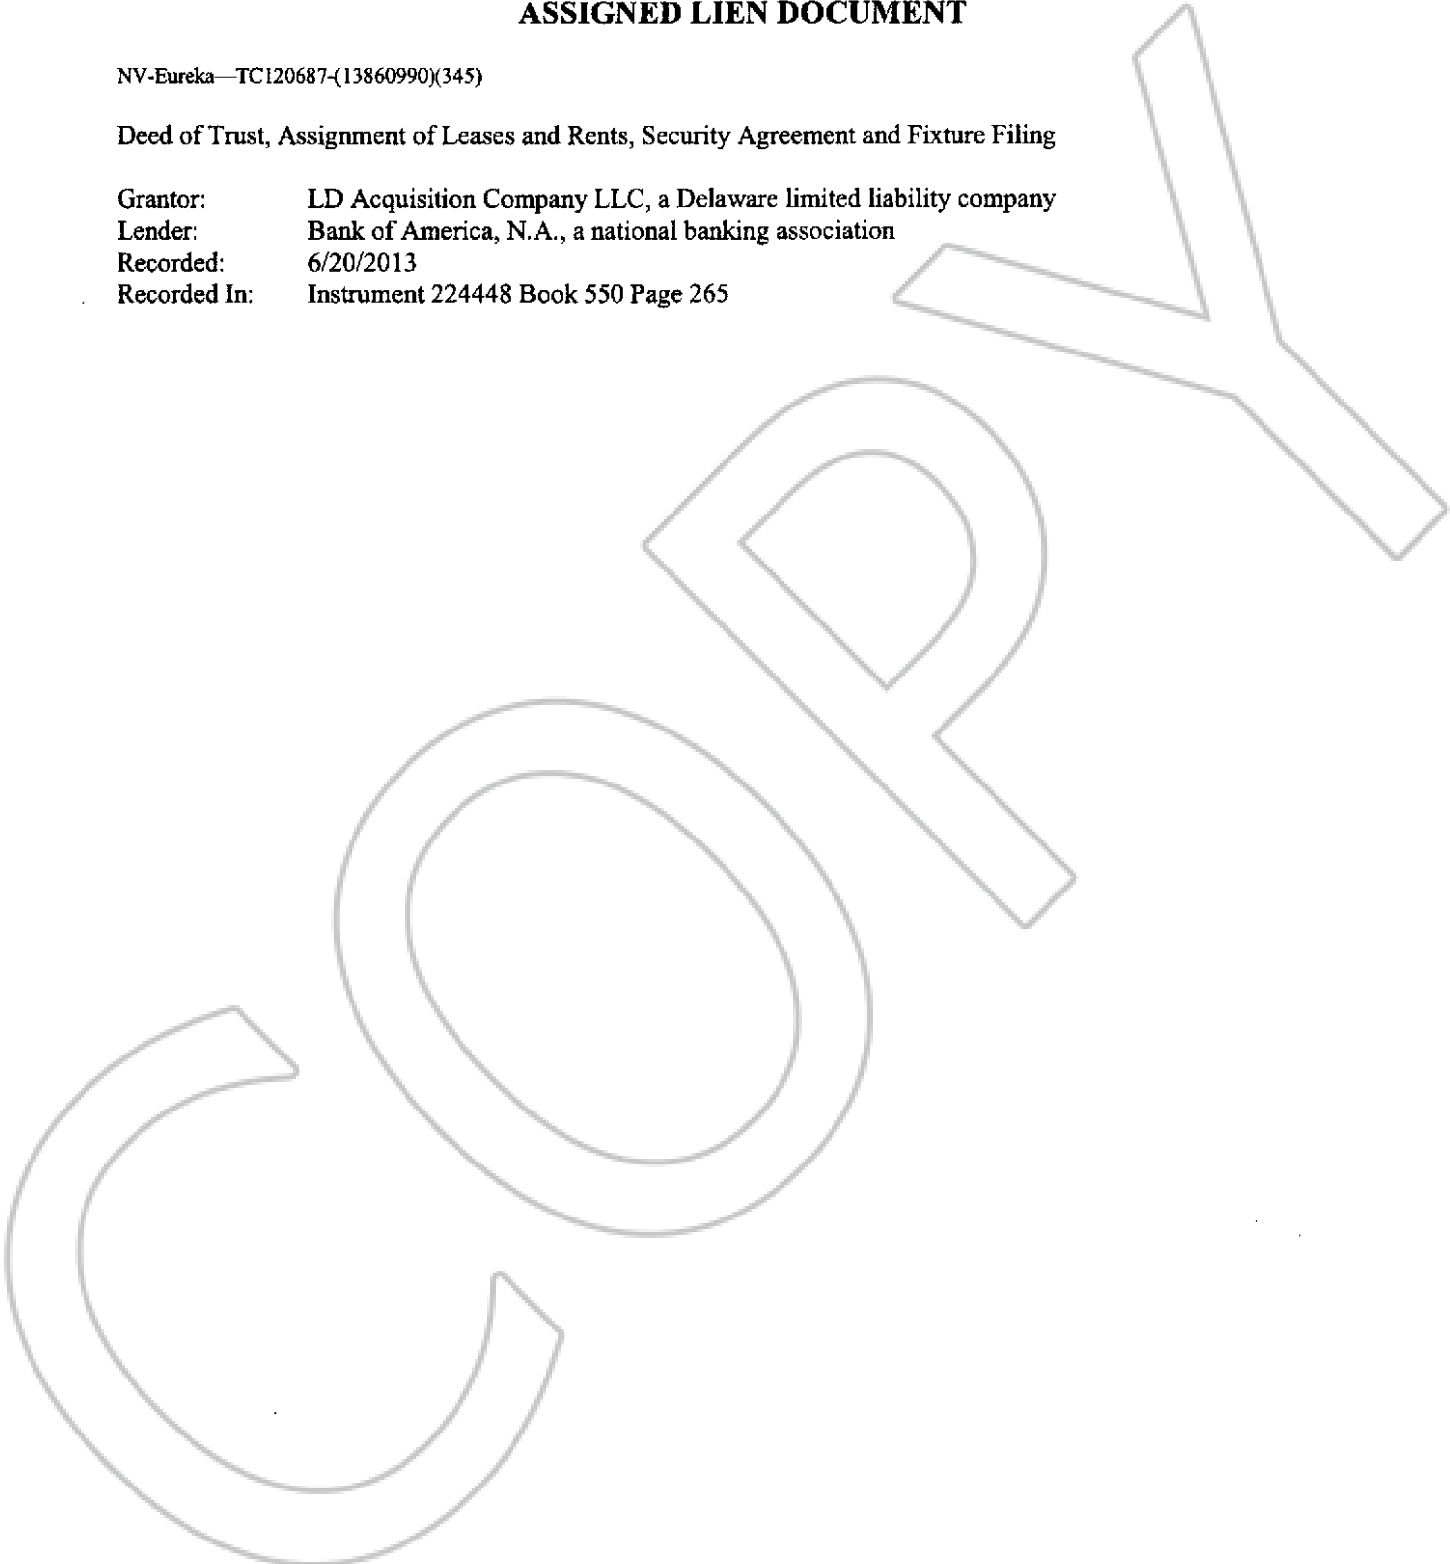 ASSIGNED LIEN DOCUMENT
NV-Eureka—TC120687-(13860990)(345)
Deed of Trust, Assignment of Leases and Rents, Security Agreement and Fixture Filing
Grantor: LD Acquisition Company LLC, a Delaware limited liability company
Lender: Bank of America, N.A., a national banking association
Recorded: 6/20/2013
Recorded In: Instrument 224448 Book 550 Page 265
COPY